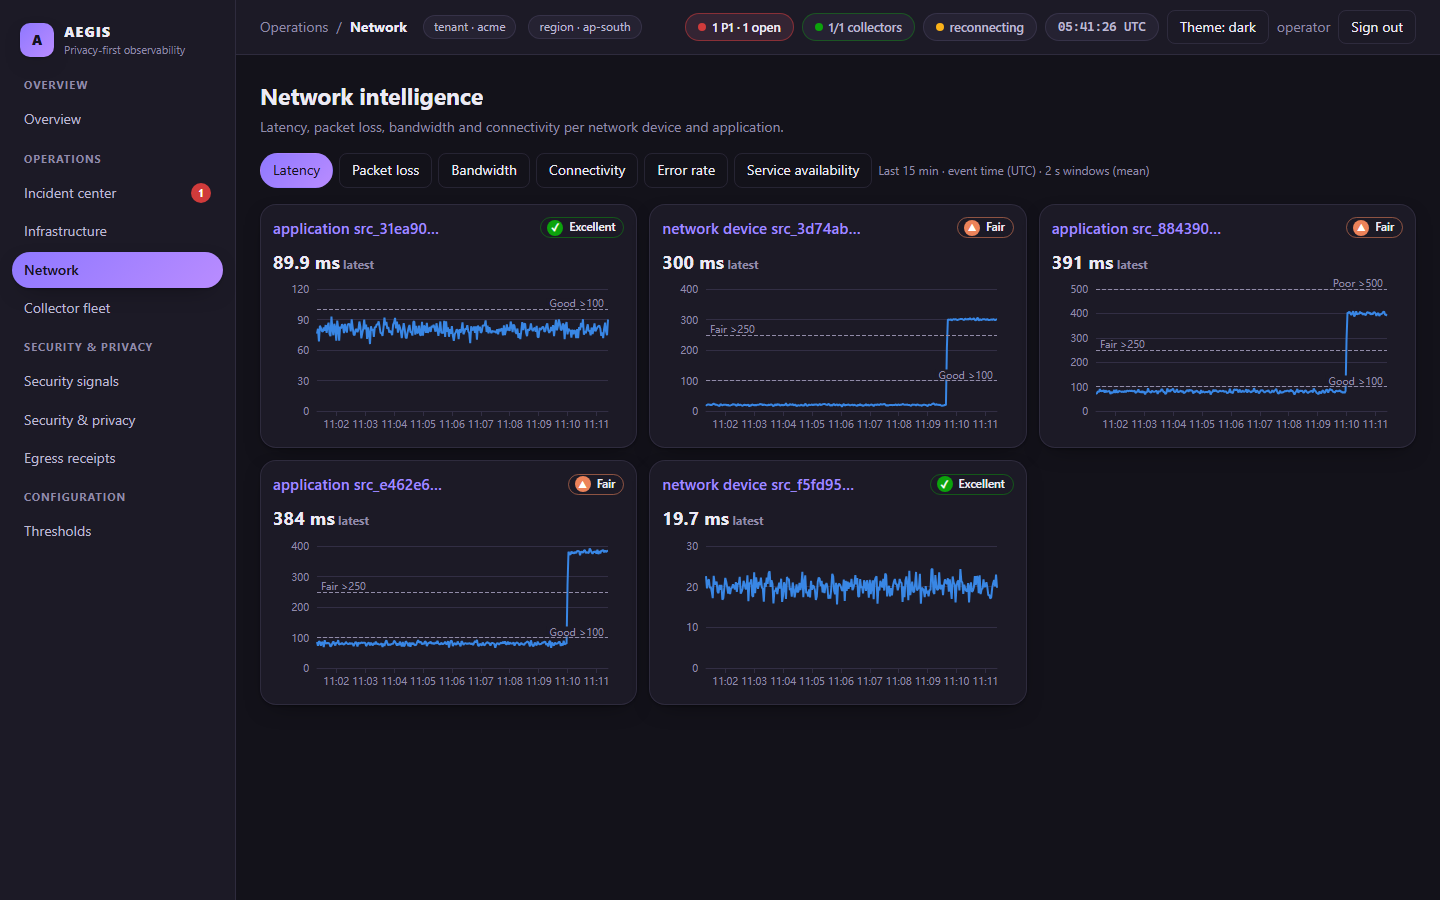 A
AEGIS
Privacy-first observability
OVERVIEW
Overview
OPERATIONS
Incident center 1
Infrastructure
Network
Collector fleet
SECURITY & PRIVACY
Security signals
Security & privacy
Egress receipts
CONFIGURATION
Thresholds
Operations / Network tenant · acme region · ap-south 1 P1 · 1 open 1/1 collectors reconnecting 05:41:26 UTC Theme: dark operator Sign out
Network intelligence
Latency, packet loss, bandwidth and connectivity per network device and application.
Latency Packet loss Bandwidth Connectivity Error rate Service availability Last 15 min · event time (UTC) · 2 s windows (mean)
application src_31ea90... Excellent
89.9 ms latest
120
Good >100
90
60
30
0
11:02 11:03 11:04 11:05 11:06 11:07 11:08 11:09 11:10 11:11
network device src_3d74ab... Fair
300 ms latest
400
300
Fair >250
200
Good >100
100
0
11:02 11:03 11:04 11:05 11:06 11:07 11:08 11:09 11:10 11:11
application src_884390... Fair
391 ms latest
Poor >500
500
400
300
Fair >250
200
Good >100
100
0
11:02 11:03 11:04 11:05 11:06 11:07 11:08 11:09 11:10 11:11
application src_e462e6... Fair
384 ms latest
400
300
Fair >250
200
Good >100
100
0
11:02 11:03 11:04 11:05 11:06 11:07 11:08 11:09 11:10 11:11
network device src_f5fd95... Excellent
19.7 ms latest
30
20
10
0
11:02 11:03 11:04 11:05 11:06 11:07 11:08 11:09 11:10 11:11